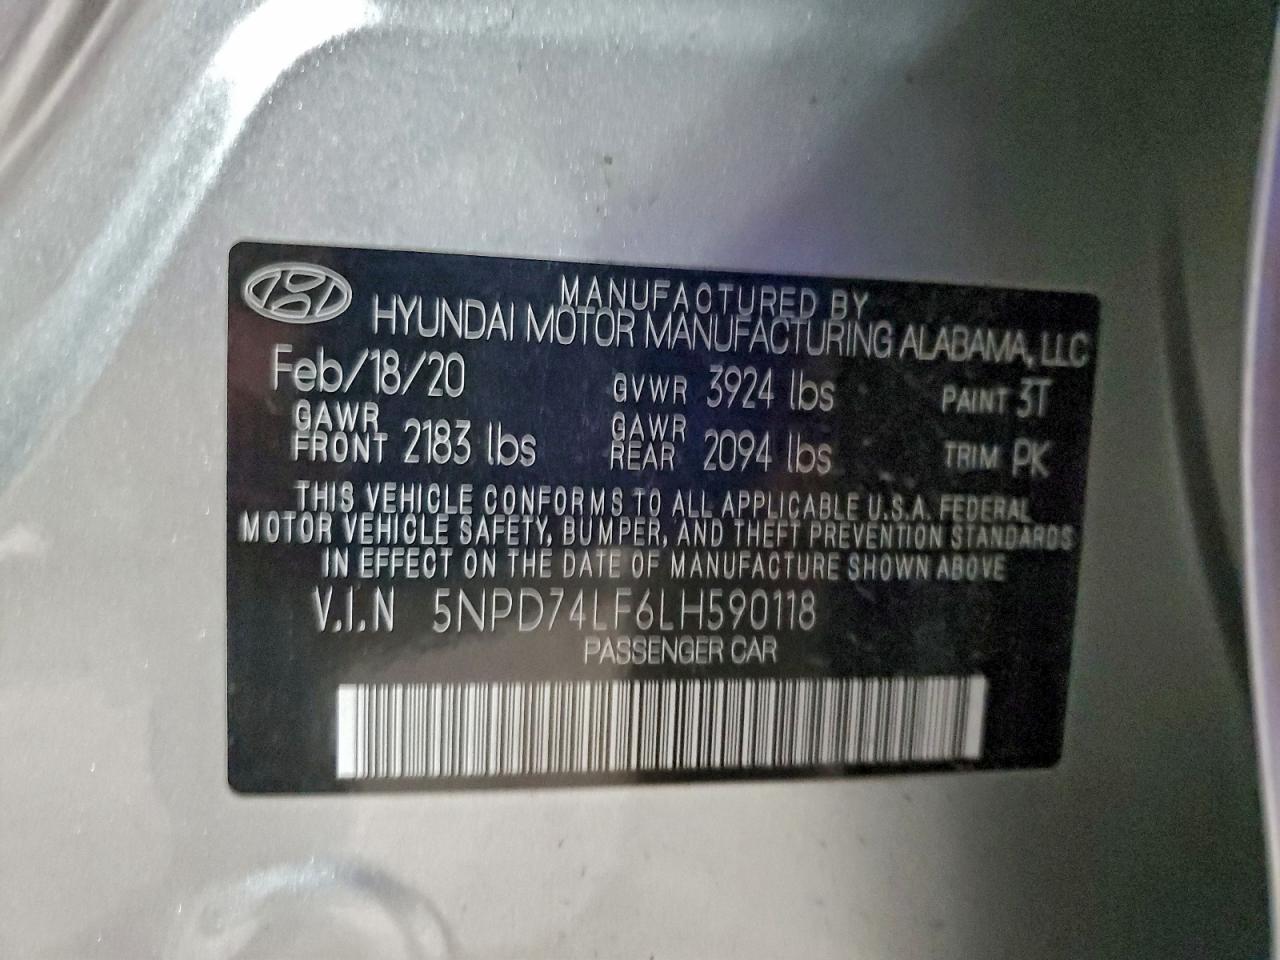 MANUFACTURED BY
HYUNDAI MOTOR MANUFACTURING ALABAMA, LLC
Feb/18/20 GVWR 3924 lbs PAINT 3T
GAWR FRONT 2183 lbs GAWR REAR 2094 lbs TRIM PK
THIS VEHICLE CONFORMS TO ALL APPLICABLE U.S.A. FEDERAL
MOTOR VEHICLE SAFETY, BUMPER, AND THEFT PREVENTION STANDARDS
IN EFFECT ON THE DATE OF MANUFACTURE SHOWN ABOVE
V.I.N 5NPD74LF6LH590118
PASSENGER CAR